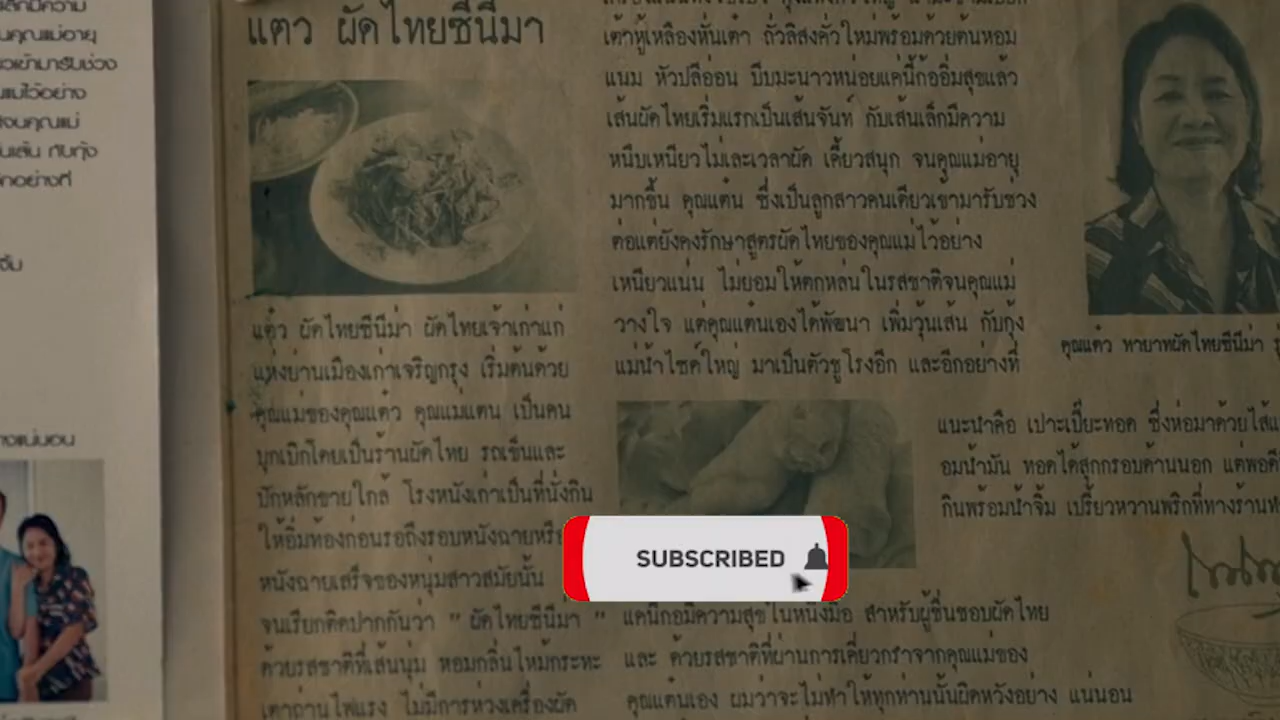 แตว ผัดไทยซีนีม่า
แต๋ว ผัดไทยซีนีม่า ผัดไทยเจ้าเก่าแก่
แห่งย่านเมืองเก่าเจริญกรุง เริ่มต้นด้วย
คุณแม่ของคุณแต๋ว คุณแม่แตน เป็นคน
บุกเบิกโดยเป็นร้านผัดไทย รถเข็นและ
ปักหลักขายใกล้ โรงหนังเก่าเป็นที่นั่งกิน
ให้อิ่มท้องก่อนรอถึงรอบหนังฉายหรือ
หนังฉายเสร็จของหนุ่มสาวสมัยนั้น
จนเรียกติดปากกันว่า " ผัดไทยซีนีม่า "
ด้วยรสชาติที่เส้นนุ่ม หอมกลิ่นไหม้กระทะ
เตาถ่านไฟแรง ไม่มีการห่วงเครื่องผัด
เต้าหู้เหลืองหั่นเต๋า ถั่วลิสงคั่วใหม่พร้อมด้วยต้นหอม
แนม หัวปลีอ่อน บีบมะนาวหน่อยแค่นี้ก้ออิ่มสุขแล้ว
เส้นผัดไทยเริ่มแรกเป็นเส้นจันท์ กับเส้นเล็กมีความ
หนึบเหนียวไม่เละเวลาผัด เคี้ยวสนุก จนคุณแม่อายุ
มากขึ้น คุณแต๋น ซึ่งเป็นลูกสาวคนเดียวเข้ามารับช่วง
ต่อแต่ยังคงรักษาสูตรผัดไทยของคุณแม่ไว้อย่าง
เหนียวแน่น ไม่ยอมให้ตกหล่นในรสชาติจนคุณแม่
วางใจ แต่คุณแต๋นเองได้พัฒนา เพิ่มวุ้นเส้น กับกุ้ง
แม่น้ำไซค์ใหญ่ มาเป็นตัวชูโรงอีก และอีกอย่างที่
แนะนำคือ เปาะเปี๊ยะทอด ซึ่งห่อมาด้วยไส้แ
อมน้ำมัน ทอดได้สุกกรอบด้านนอก แต่พอดี
กินพร้อมน้ำจิ้ม เปรี้ยวหวานพริกที่ทางร้านท
SUBSCRIBED
แค่นี้ก้อมีความสุขในหนึ่งมื้อ สำหรับผู้ชื่นชอบผัดไทย
และ ด้วยรสชาติที่ผ่านการเคี่ยวกรำจากคุณแม่ของ
คุณแต๋นเอง ผมว่าจะไม่ทำให้ทุกท่านนั้นผิดหวังอย่าง แน่นอน
คุณแต๋ว ทายาทผัดไทยซีนีม่า